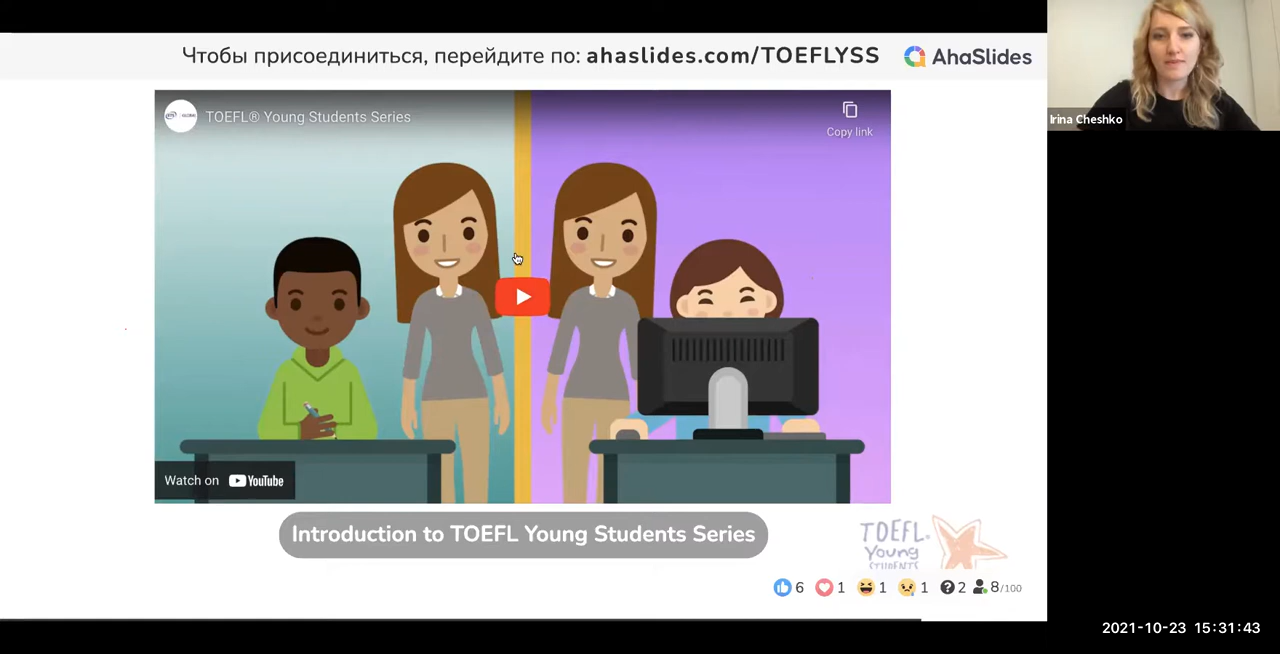 Чтобы присоединиться, перейдите по: ahaslides.com/TOEFLYSS
AhaSlides
TOEFL® Young Students Series
Copy link
Irina Cheshko
Watch on YouTube
Introduction to TOEFL Young Students Series
TOEFL®
Young
STUDENTS
6 1 1 1 2 8/100
2021-10-23 15:31:43